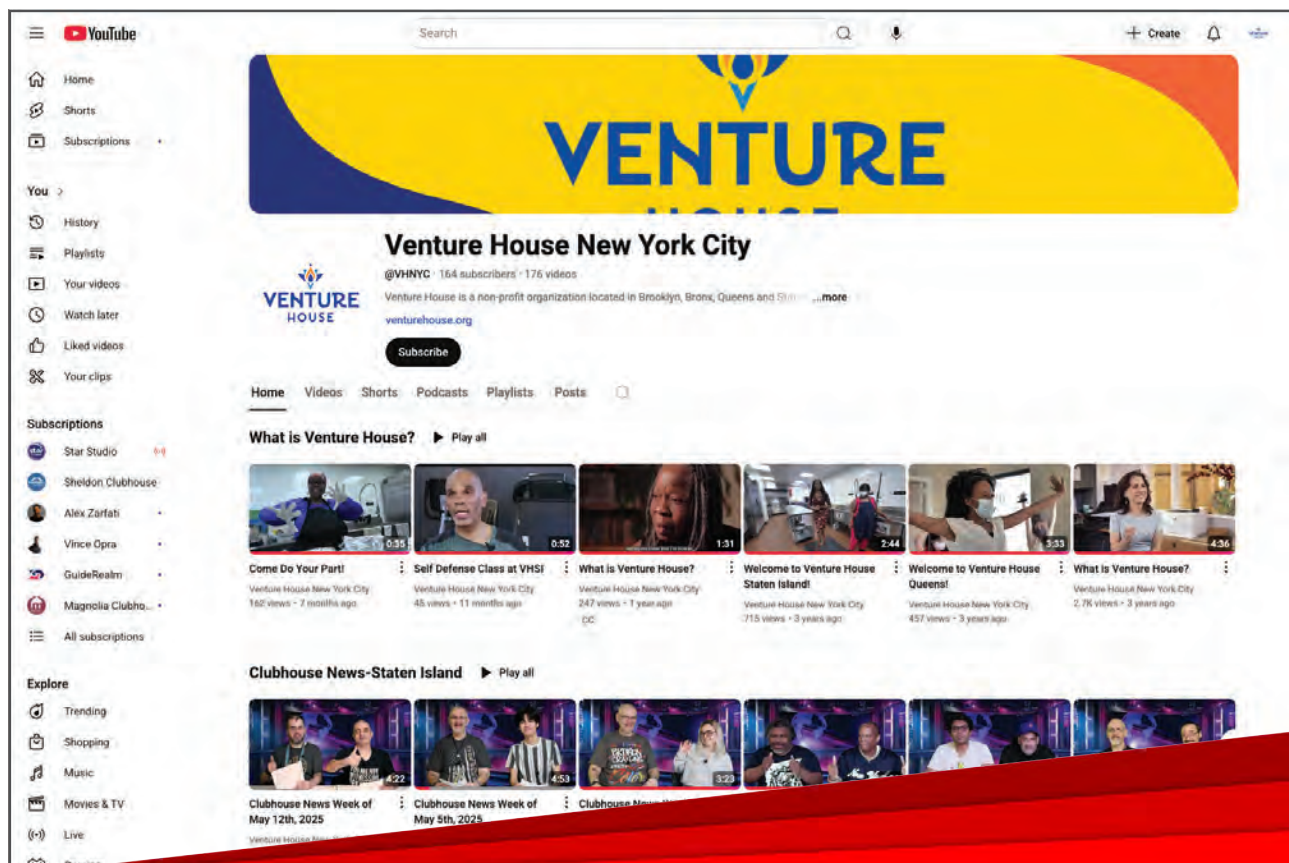 YouTube
Search
Create
Home
Shorts
Subscriptions
You
History
Playlists
Your videos
Watch later
Liked videos
Your clips
Subscriptions
Star Studio
Sheldon Clubhouse
Alex Zarfati
Vince Opra
GuideRealm
Magnolia Clubho...
All subscriptions
Explore
Trending
Shopping
Music
Movies & TV
Live
VENTURE
HOUSE
Venture House New York City
@VHNYC · 164 subscribers · 176 videos
Venture House is a non-profit organization located in Brooklyn, Bronx, Queens and ...more
venturehouse.org
VENTURE
HOUSE
Subscribe
Home Videos Shorts Podcasts Playlists Posts
What is Venture House? Play all
0:35
0:52
1:31
2:44
3:33
4:36
Come Do Your Part!
Venture House New York City
162 views · 7 months ago
Self Defense Class at VHSI
Venture House New York City
45 views · 11 months ago
What is Venture House?
Venture House New York City
247 views · 1 year ago
CC
Welcome to Venture House
Staten Island!
Venture House New York City
715 views · 3 years ago
Welcome to Venture House
Queens!
Venture House New York City
457 views · 3 years ago
What is Venture House?
Venture House New York City
2.7K views · 3 years ago
Clubhouse News-Staten Island Play all
4:22
4:53
3:23
Clubhouse News Week of
May 12th, 2025
Venture House New
Clubhouse News Week of
May 5th, 2025
Clubhouse News